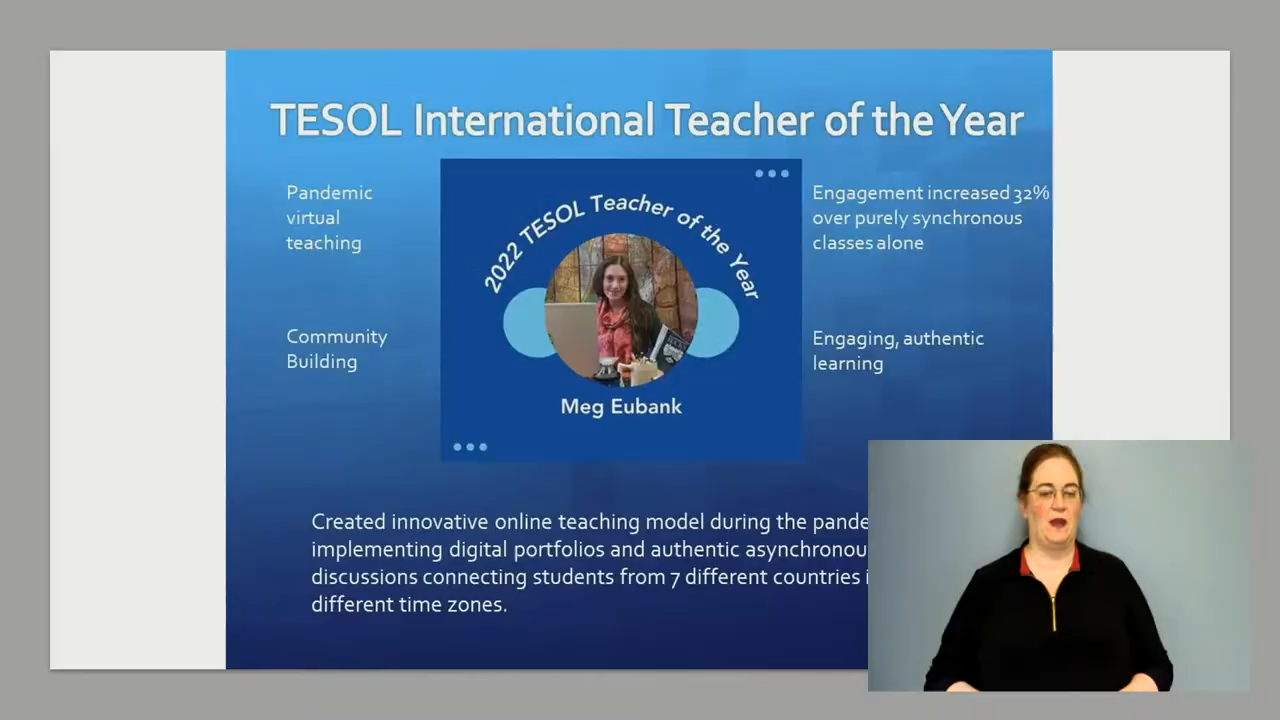 TESOL International Teacher of the Year
Pandemic
virtual
teaching
Community
Building
2022 TESOL Teacher of the Year
Meg Eubank
Engagement increased 32%
over purely synchronous
classes alone
Engaging, authentic
learning
Created innovative online teaching model during the
implementing digital portfolios and authentic
discussions connecting students from 7 different countries
different time zones.